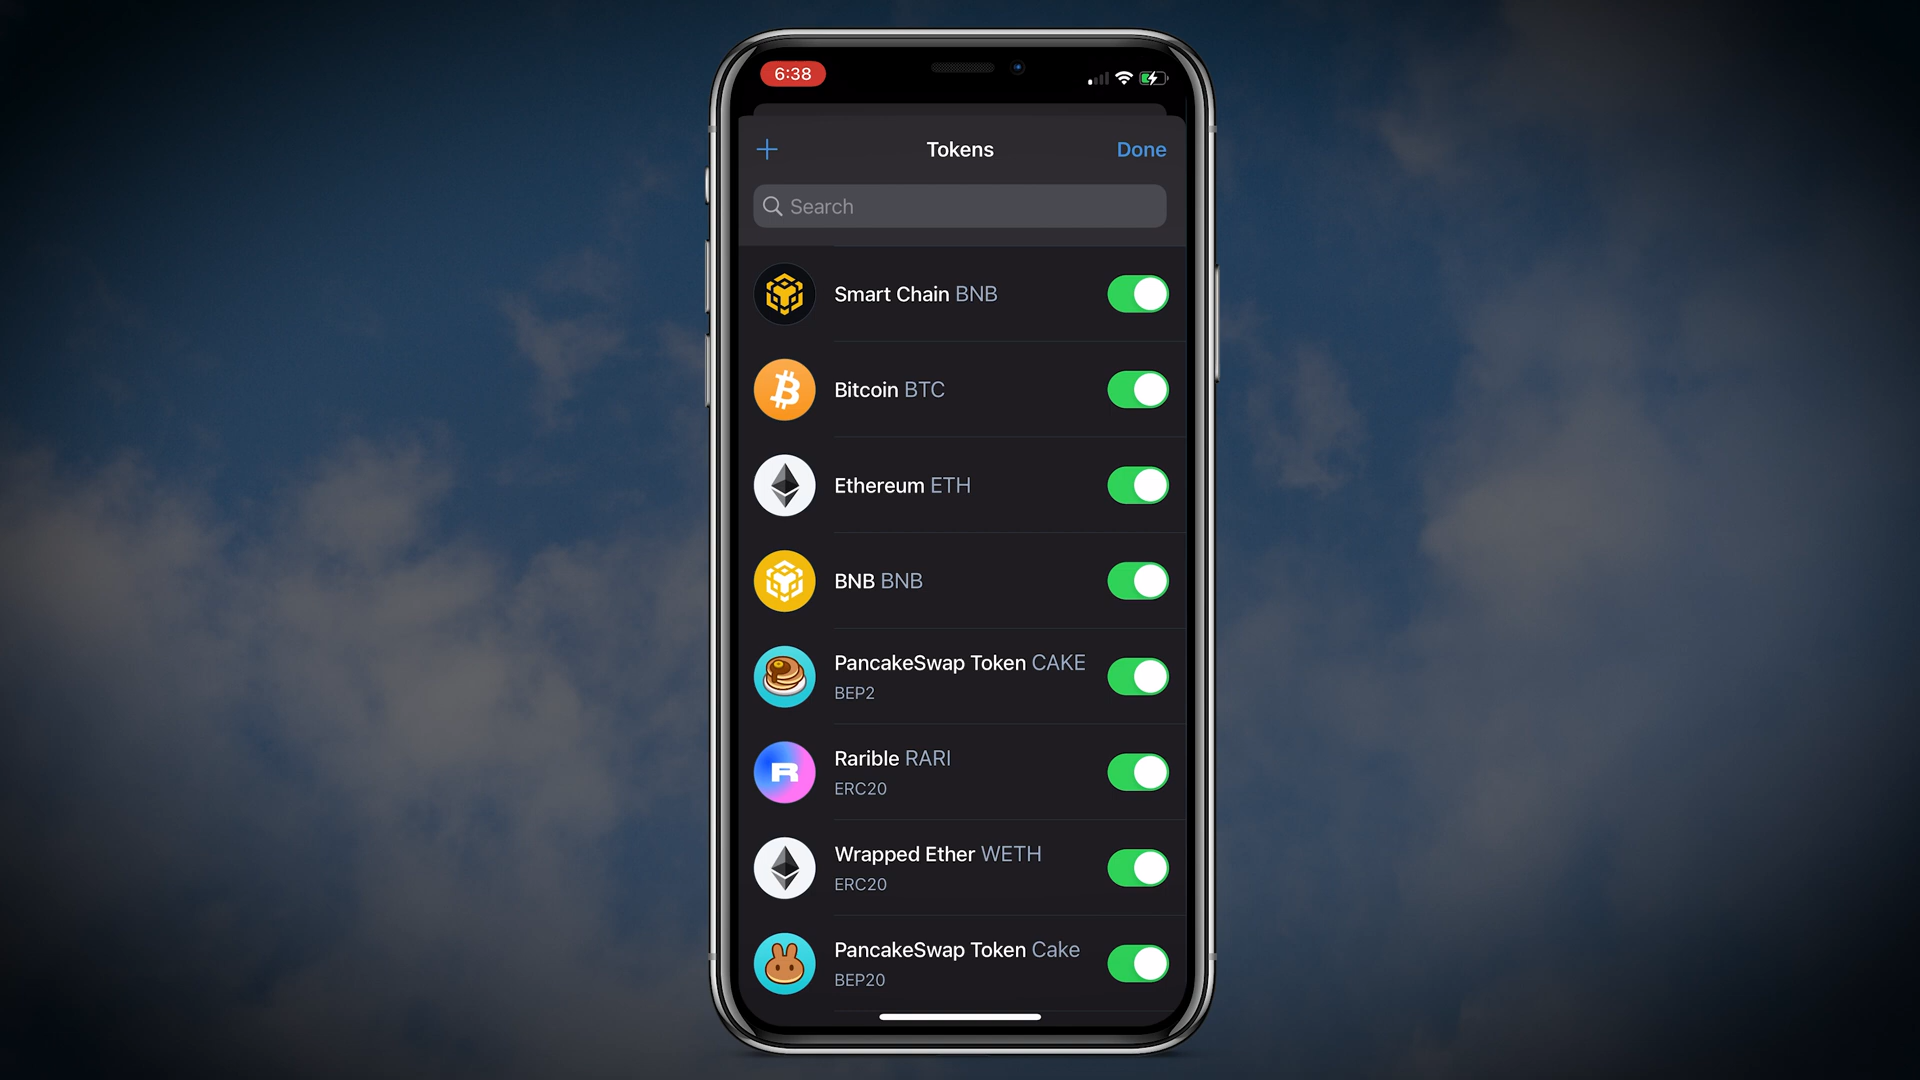 6:38
Tokens
Done
Search
Smart Chain BNB
Bitcoin BTC
Ethereum ETH
BNB BNB
PancakeSwap Token CAKE
BEP2
Rarible RARI
ERC20
Wrapped Ether WETH
ERC20
PancakeSwap Token Cake
BEP20